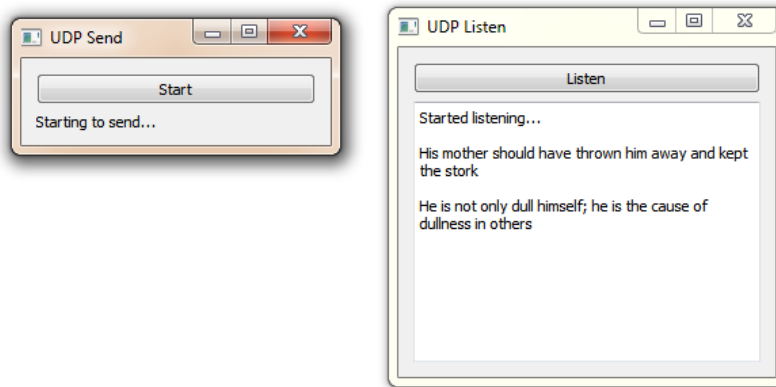 UDP Send
Start
Starting to send...
UDP Listen
Listen
Started listening...
His mother should have thrown him away and kept
the stork
He is not only dull himself; he is the cause of
dullness in others